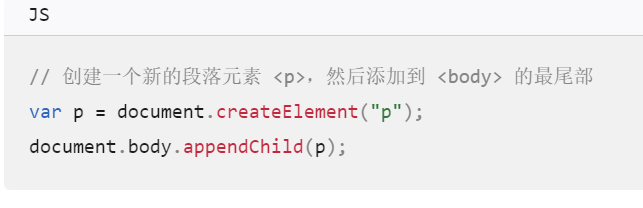 JS
// 创建一个新的段落元素 <p>，然后添加到 <body> 的最尾部
var p = document.createElement("p");
document.body.appendChild(p);